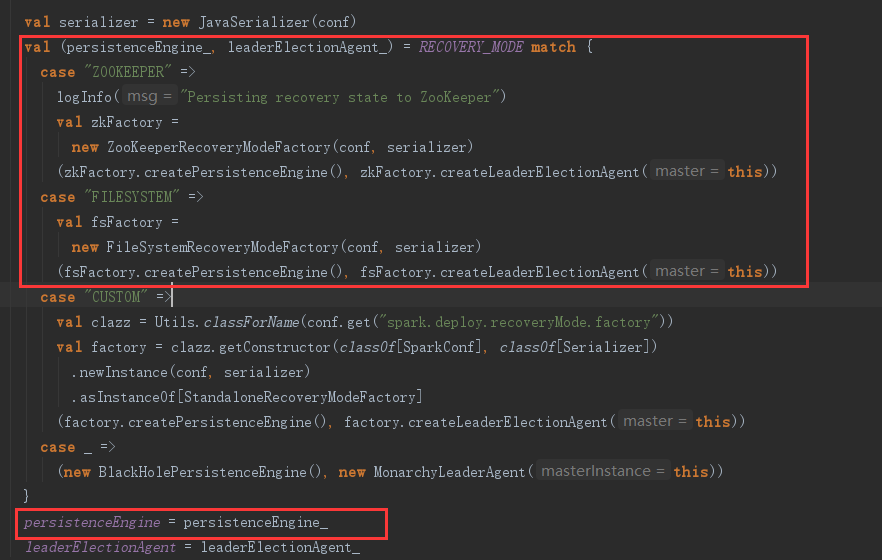 val serializer = new JavaSerializer(conf)
val (persistenceEngine_, leaderElectionAgent_) = RECOVERY_MODE match {
case "ZOOKEEPER" =>
logInfo( msg = "Persisting recovery state to ZooKeeper")
val zkFactory =
new ZooKeeperRecoveryModeFactory(conf, serializer)
(zkFactory.createPersistenceEngine(), zkFactory.createLeaderElectionAgent( master = this))
case "FILESYSTEM" =>
val fsFactory =
new FileSystemRecoveryModeFactory(conf, serializer)
(fsFactory.createPersistenceEngine(), fsFactory.createLeaderElectionAgent( master = this))
case "CUSTOM" =>
val clazz = Utils.classForName(conf.get("spark.deploy.recoveryMode.factory"))
val factory = clazz.getConstructor(classOf[SparkConf], classOf[Serializer])
.newInstance(conf, serializer)
.asInstanceOf[StandaloneRecoveryModeFactory]
(factory.createPersistenceEngine(), factory.createLeaderElectionAgent( master = this))
case _ =>
(new BlackHolePersistenceEngine(), new MonarchyLeaderAgent( masterInstance = this))
}
persistenceEngine = persistenceEngine_
leaderElectionAgent = leaderElectionAgent_